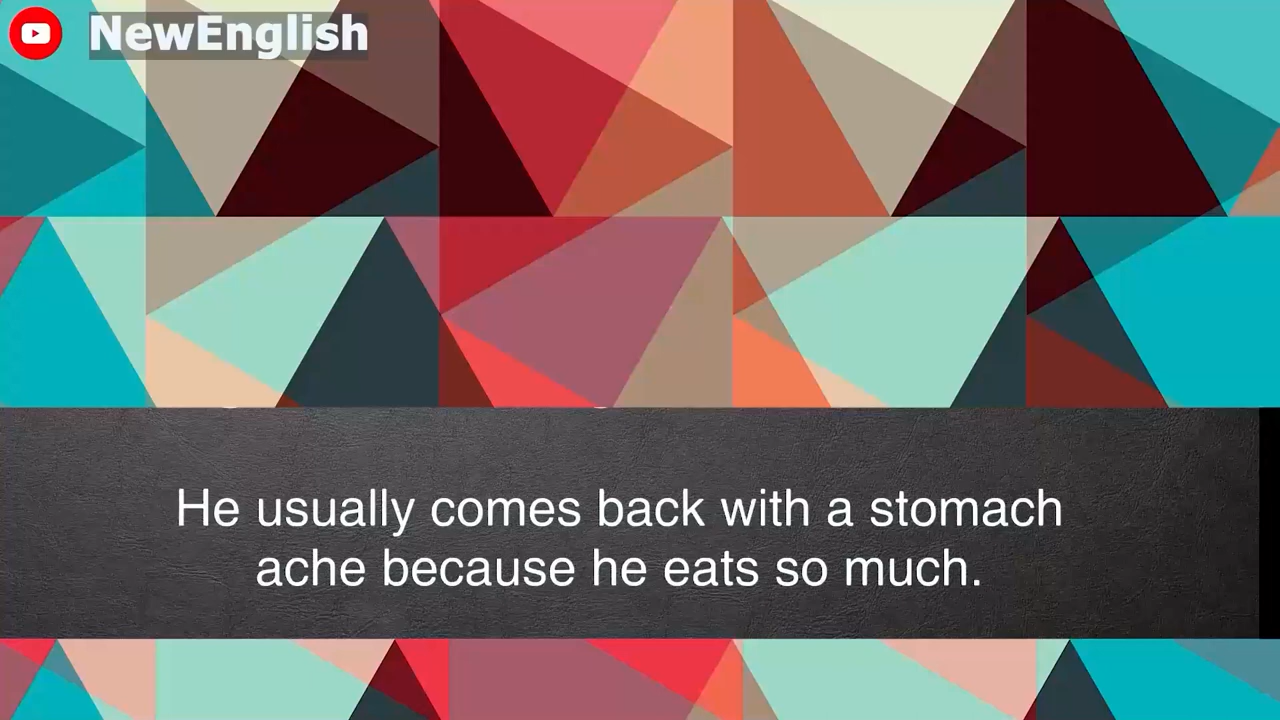 NewEnglish
He usually comes back with a stomach
ache because he eats so much.